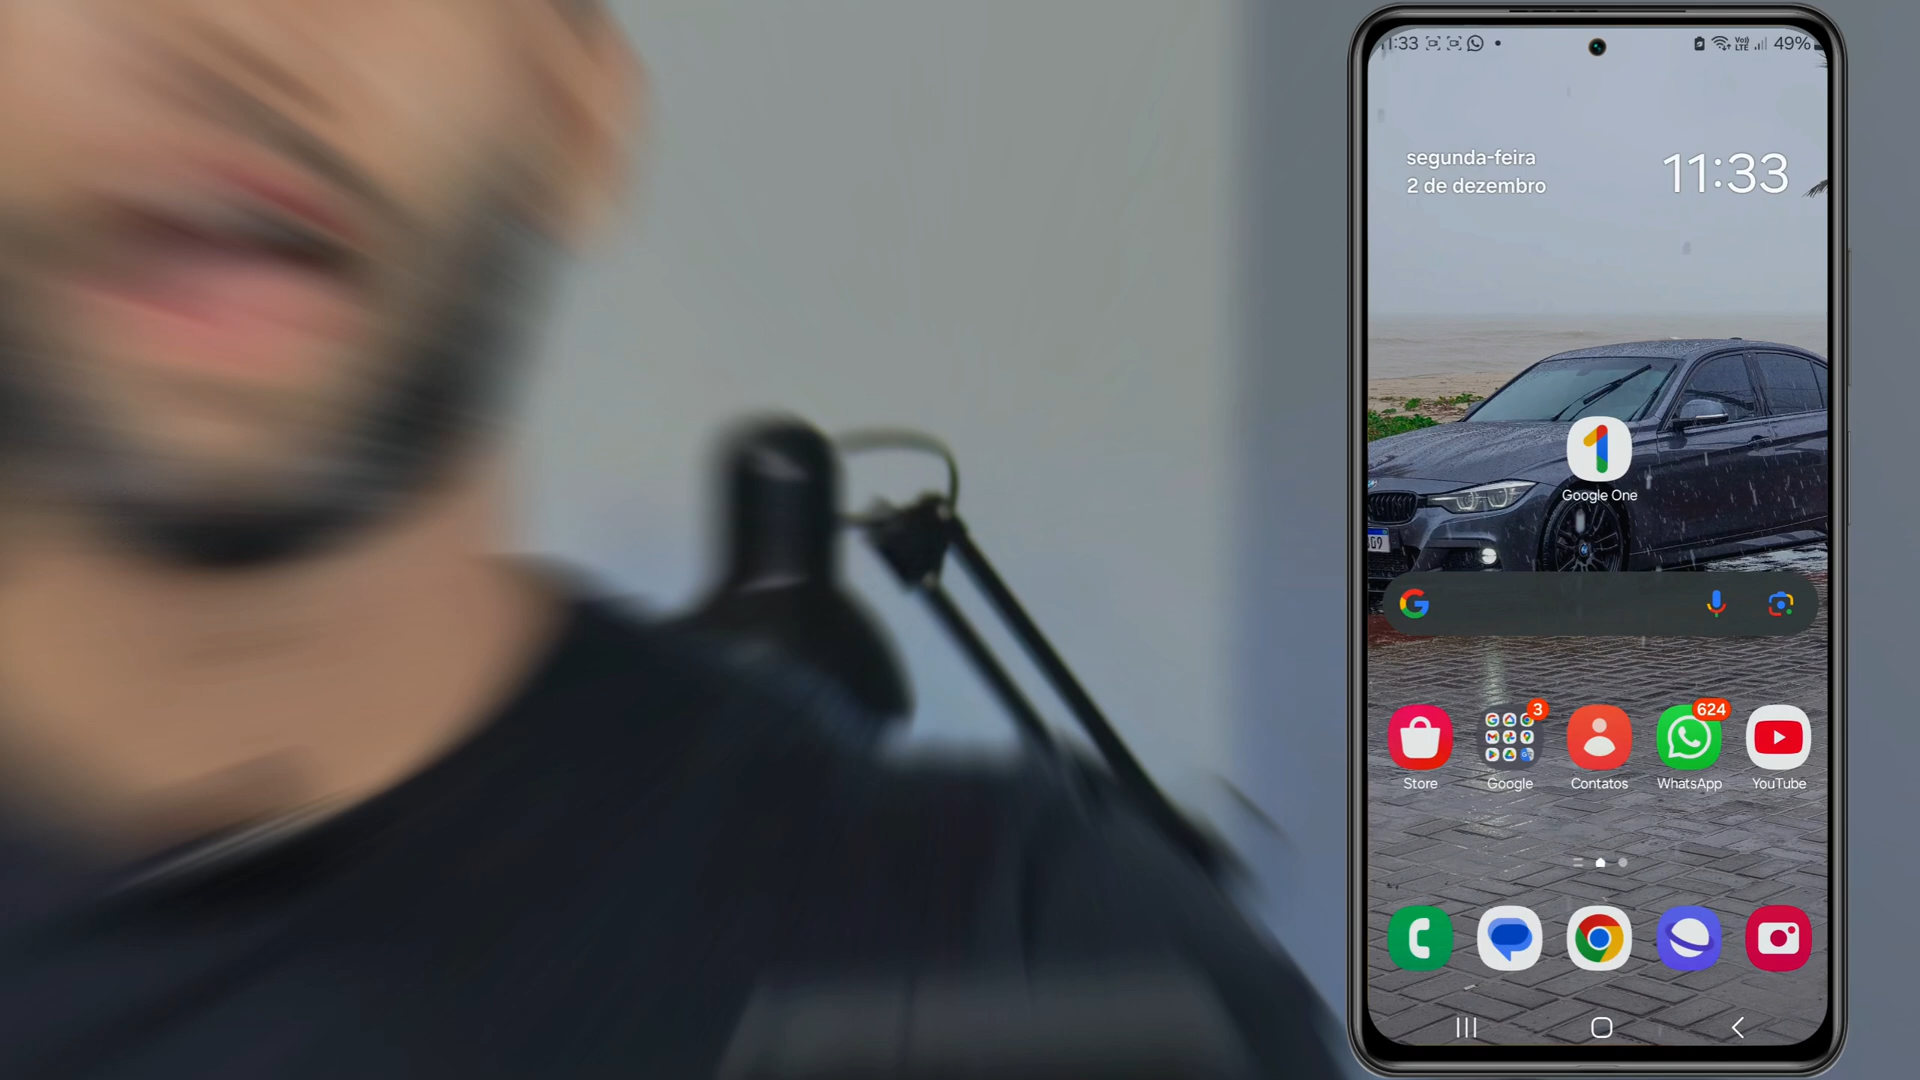 11:33
49%
segunda-feira
2 de dezembro
11:33
Google One
3
624
Store
Google
Contatos
WhatsApp
YouTube